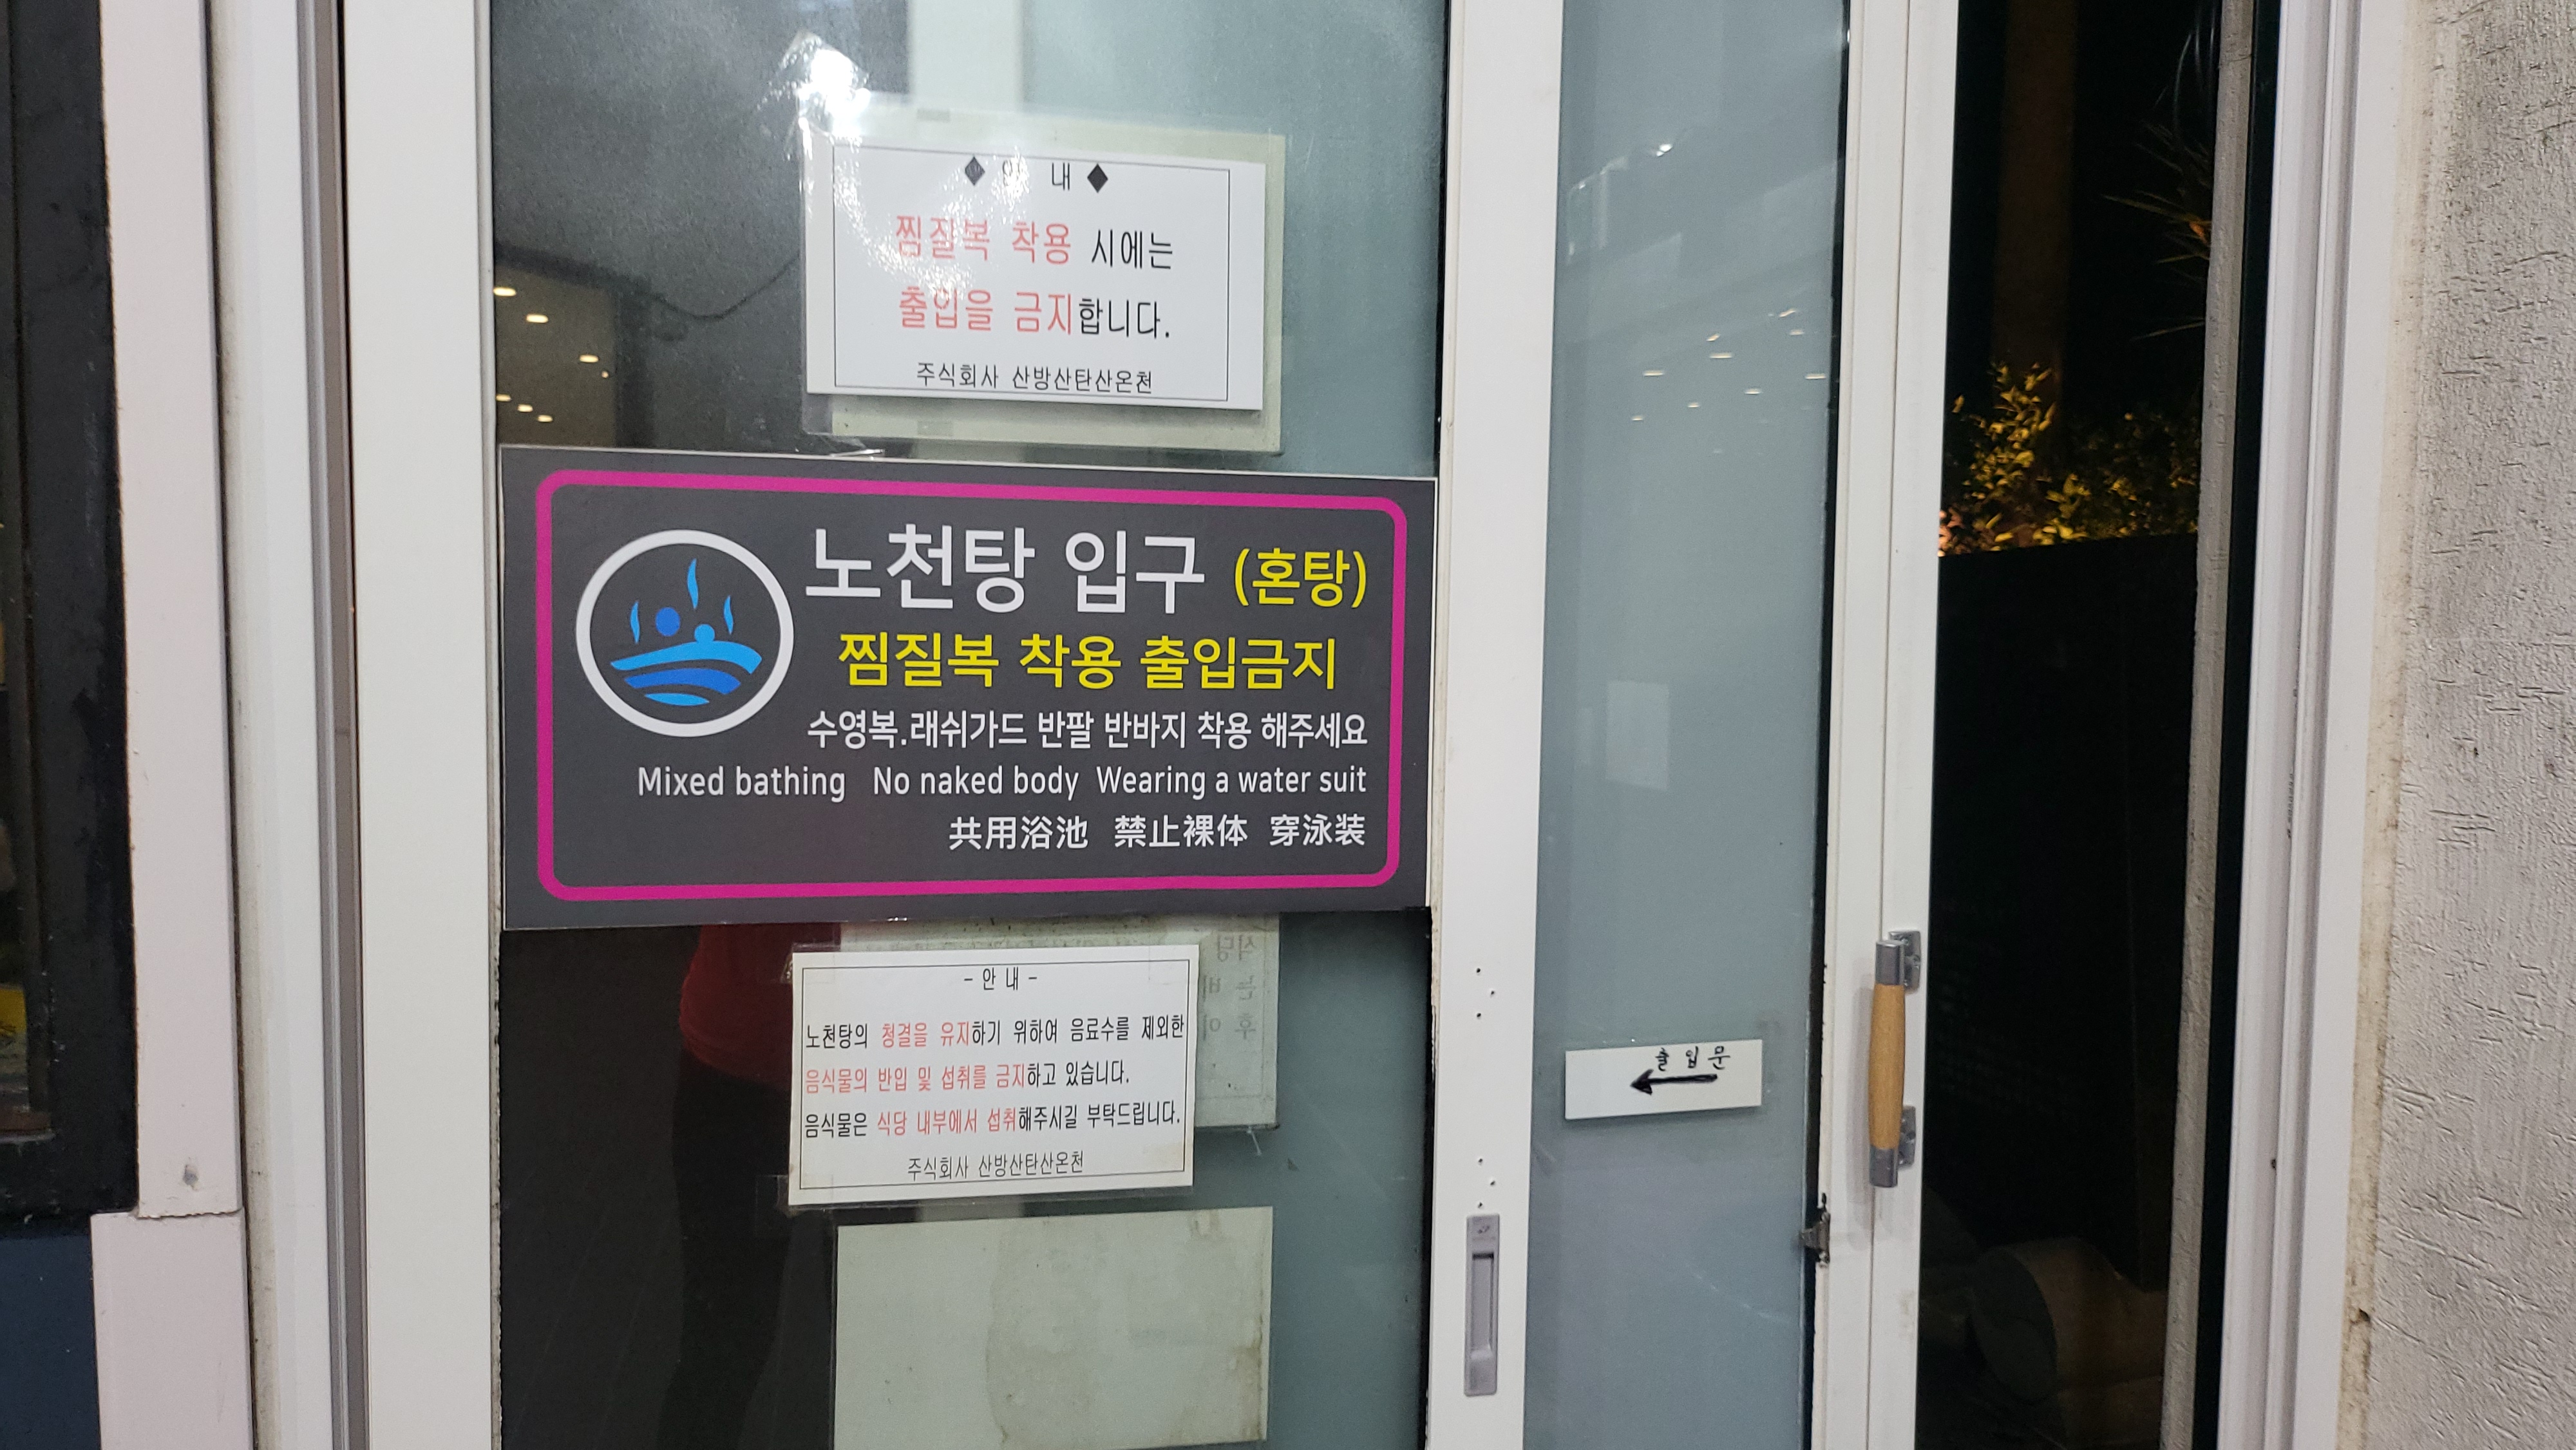 ◆ 안 내 ◆
찜질복 착용 시에는
출입을 금지합니다.
주식회사 산방산탄산온천
노천탕 입구 (혼탕)
찜질복 착용 출입금지
수영복.래쉬가드 반팔 반바지 착용 해주세요
Mixed bathing No naked body Wearing a water suit
共用浴池 禁止裸体 穿泳装
- 안 내 -
노천탕의 청결을 유지하기 위하여 음료수를 제외한
음식물의 반입 및 섭취를 금지하고 있습니다.
음식물은 식당 내부에서 섭취해주시길 부탁드립니다.
주식회사 산방산탄산온천
출입문